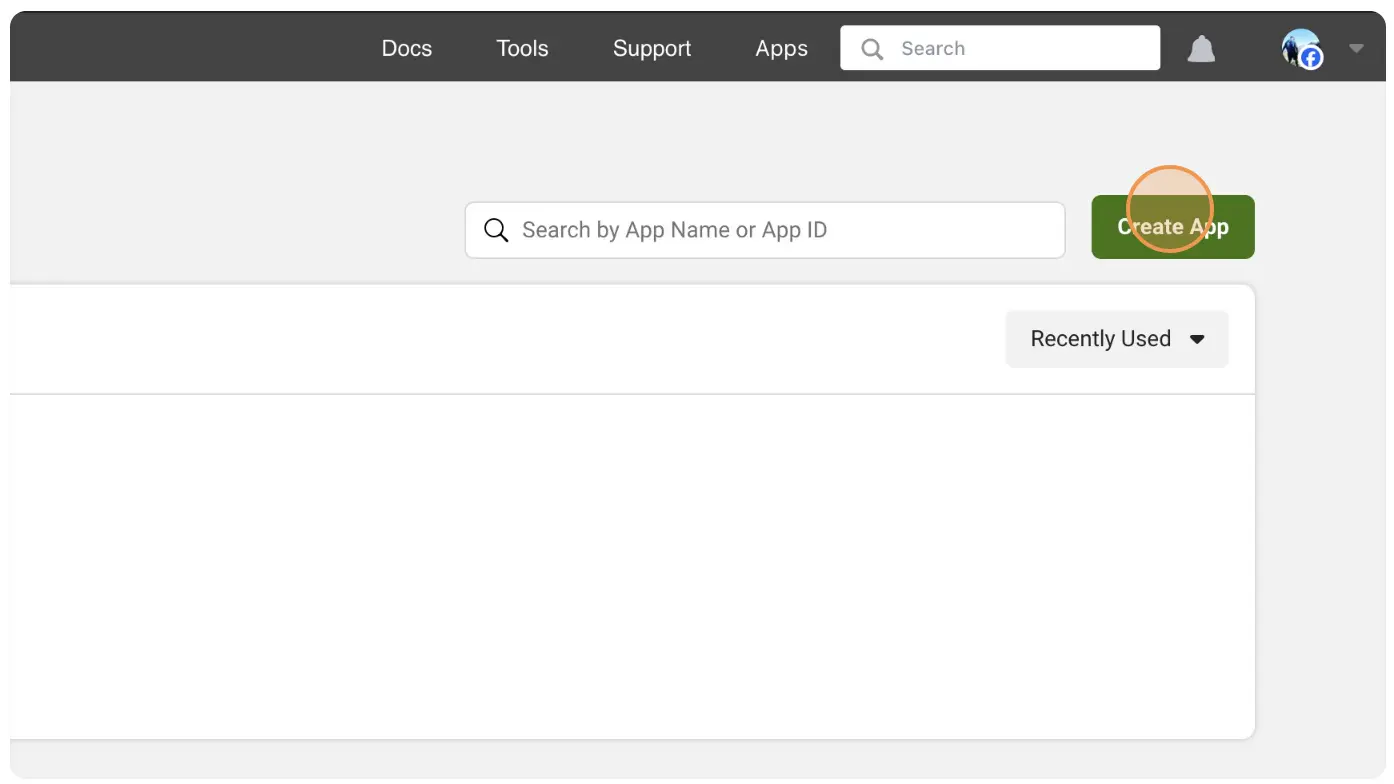 Docs Tools Support Apps Search
Search by App Name or App ID Create App
Recently Used